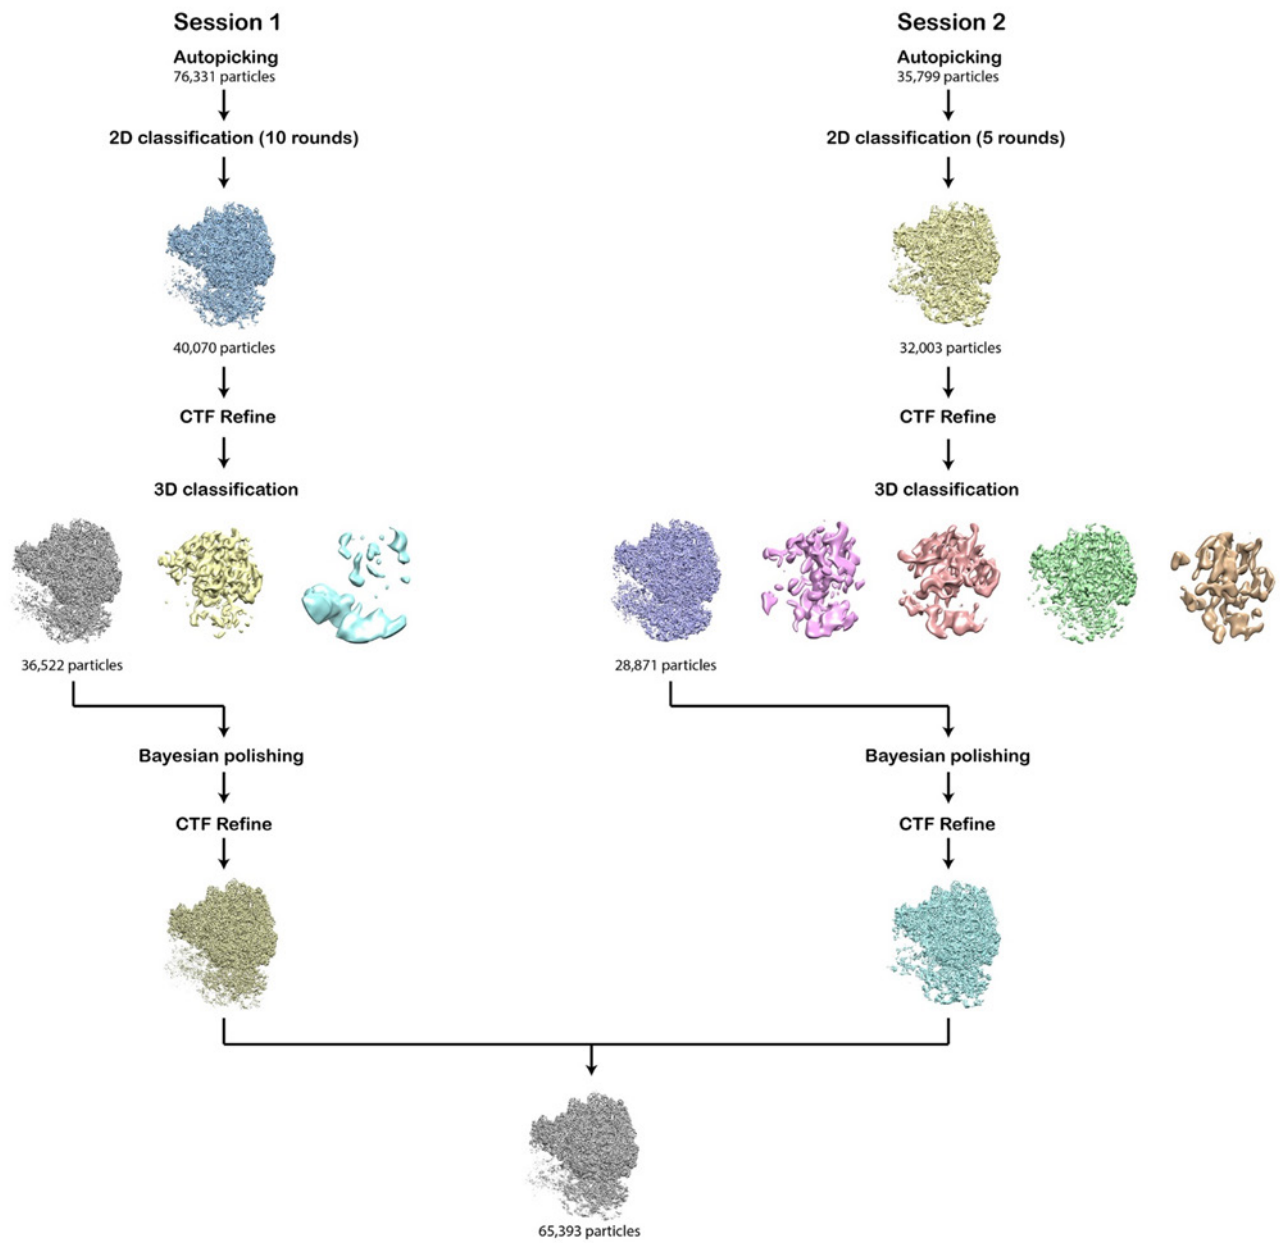 Session 1
Autopicking
76,331 particles
2D classification (10 rounds)
40,070 particles
CTF Refine
3D classification
36,522 particles
Bayesian polishing
CTF Refine
Session 2
Autopicking
35,799 particles
2D classification (5 rounds)
32,003 particles
CTF Refine
3D classification
28,871 particles
Bayesian polishing
CTF Refine
65,393 particles